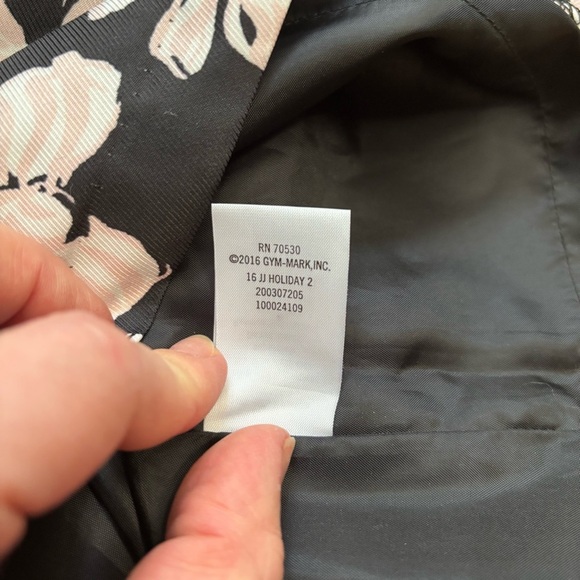 RN 70530
©2016 GYM-MARK,INC.
16 JJ HOLIDAY 2
200307205
100024109